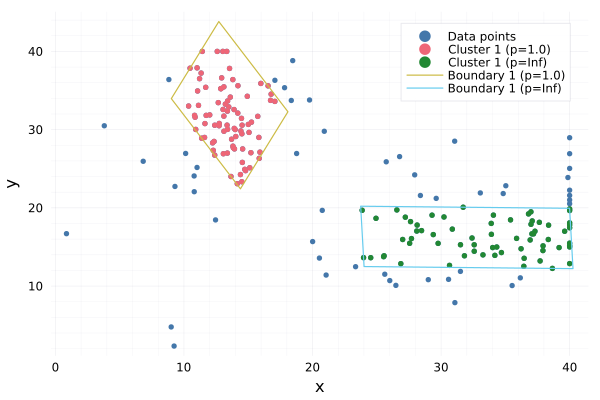 Data points
Cluster 1 (p=1.0)
Cluster 1 (p=Inf)
Boundary 1 (p=1.0)
Boundary 1 (p=Inf)
40
30
20
10
y
0 10 20 30 40
x